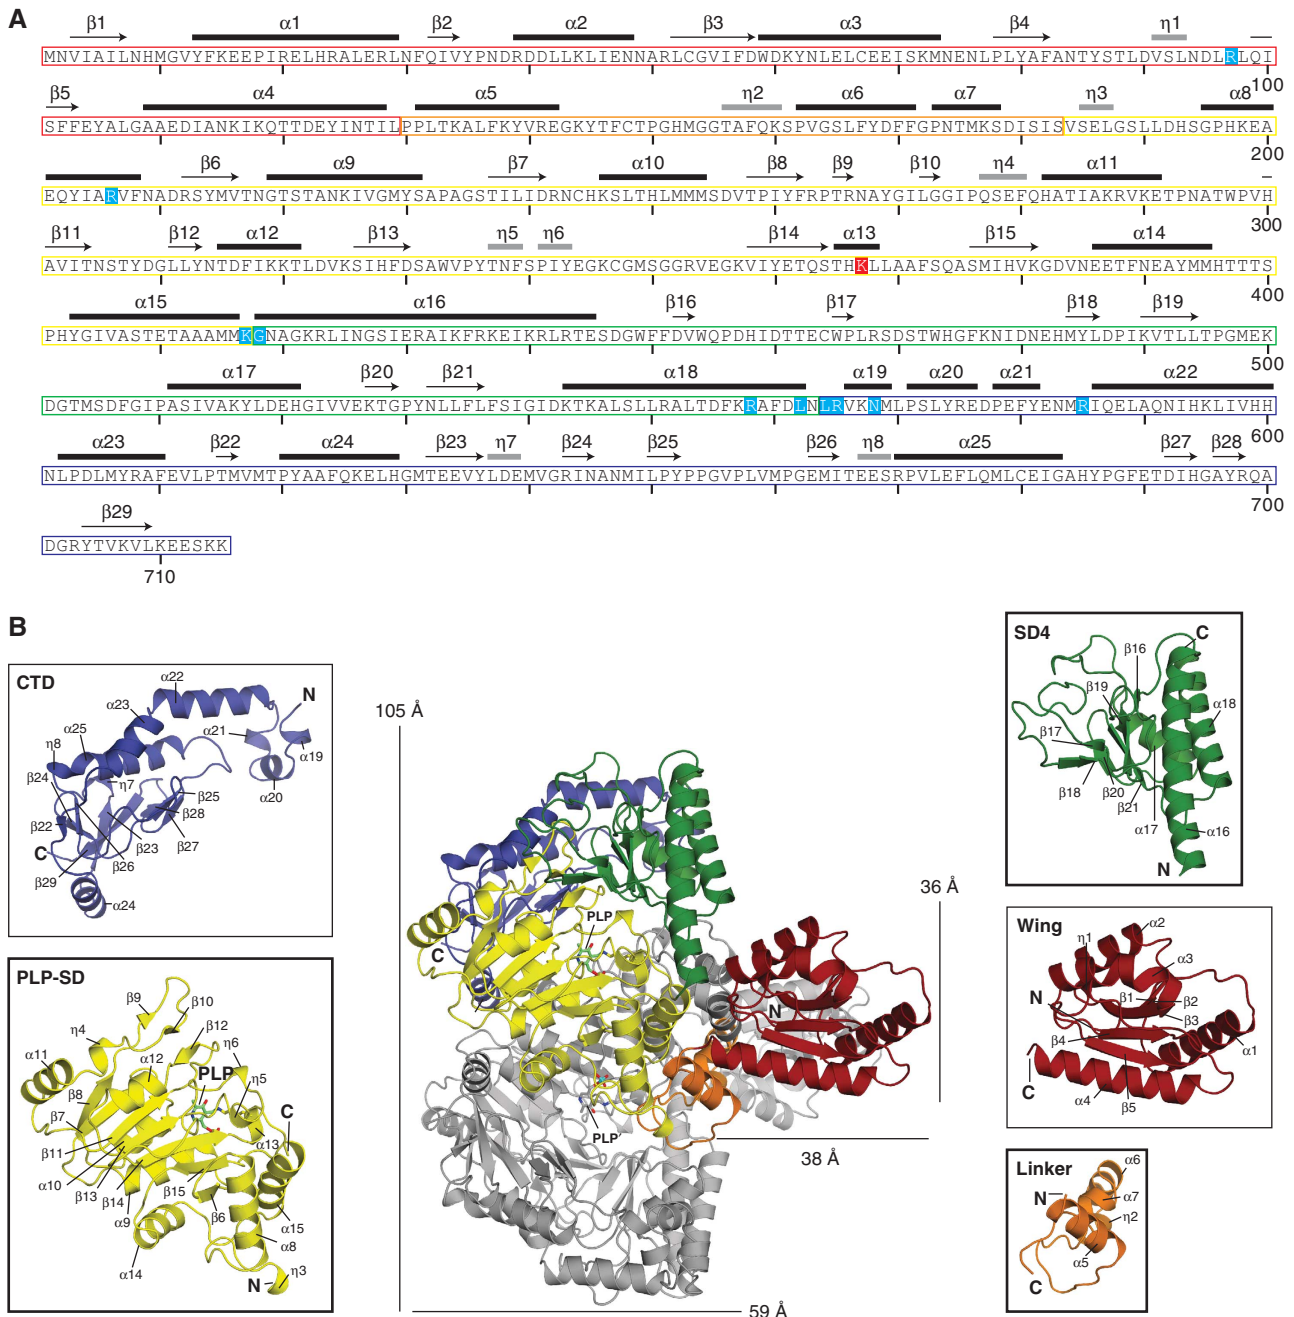 A
β1 α1 β2 α2 β3 α3 β4 η1
MNVIAILNHMGVYFKEEPIRELHRALERLNFQIVYPNDRDDLLKLIENNARLCGVIFDWDKYNLELCEEISKMNENLPLYAFANTYSTLDVSLNDLRLQI
100
β5 α4 α5 η2 α6 α7 η3 α8
SFFEYALGAAEDIANKIKQTTDEYINTILPPLTKALFKYVREGKYTFCTPGHMGGTAFQKSPVGSLFYDFFGPNTMKSDISISVSELGSLLDHSGPHKEA
200
β6 α9 β7 α10 β8 β9 β10 η4 α11
EQYIARVFNADRSYMVTNGTSTANKIVGMYSAPAGSTILIDRNCHKSLTHLMMMSDVTPIYFRPTRNAYGILGGIPQSEFQHATIAKRVKETPNATWPVH
300
β11 β12 α12 β13 η5 η6 β14 α13 β15 α14
AVITNSTYDGLLYNTDFIKKTLDVKSIHFDSAWVPYTNFSPIYEGKCGMSGGRVEGKVIYETQSTHKLLAAFSQASMIHVKGDVNEETFNEAYMMHTTTS
400
α15 α16 β16 β17 β18 β19
PHYGIVASTETAAAMMKGNAGKRLINGSIERAIKFRKEIKRLRTESDGWFFDVWQPDHIDTTECWPLRSDSTWHGFKNIDNEHMYLDPIKVTLLTPGMEK
500
α17 β20 β21 α18 α19 α20 α21 α22
DGTMSDFGIPASIVAKYLDEHGIVVEKTGPYNLLFLFSIGIDKTKALSLLRALTDFKRAFDLNLRVKNMLPSLYREDPEFYENMRIQELAQNIHKLIVHH
600
α23 β22 α24 β23 η7 β24 β25 β26 η8 α25 β27 β28
NLPDLMYRAFEVLPTMVMTPYAAFQKELHGMTEEVYLDEMVGRINANMILPYPPGVPLVMPGEMITEESRPVLEFLQMLCEIGAHYPGFETDIHGAYRQA
700
β29
DGRYTVKVLKEESKK
710
B
CTD
α22
N
α23
α25
α21
η8
α19
β24
η7
β25
α20
β28
β22
β23
β27
C
β26
β29
α24
PLP-SD
β9
β10
η4
β12
η6
α11
α12
PLP
η5
β8
C
β7
α13
β11
α10
β13
β14
β15
α9
β6
α15
α8
α14
N
η3
105 Å
PLP
C
N
PLP′
36 Å
38 Å
59 Å
SD4
C
β16
β19
α18
β17
β18
β20
β21
α17
α16
N
Wing
α2
η1
α3
N
β1
β2
β3
β4
α1
C
α4
β5
Linker
α6
N
α7
η2
α5
C